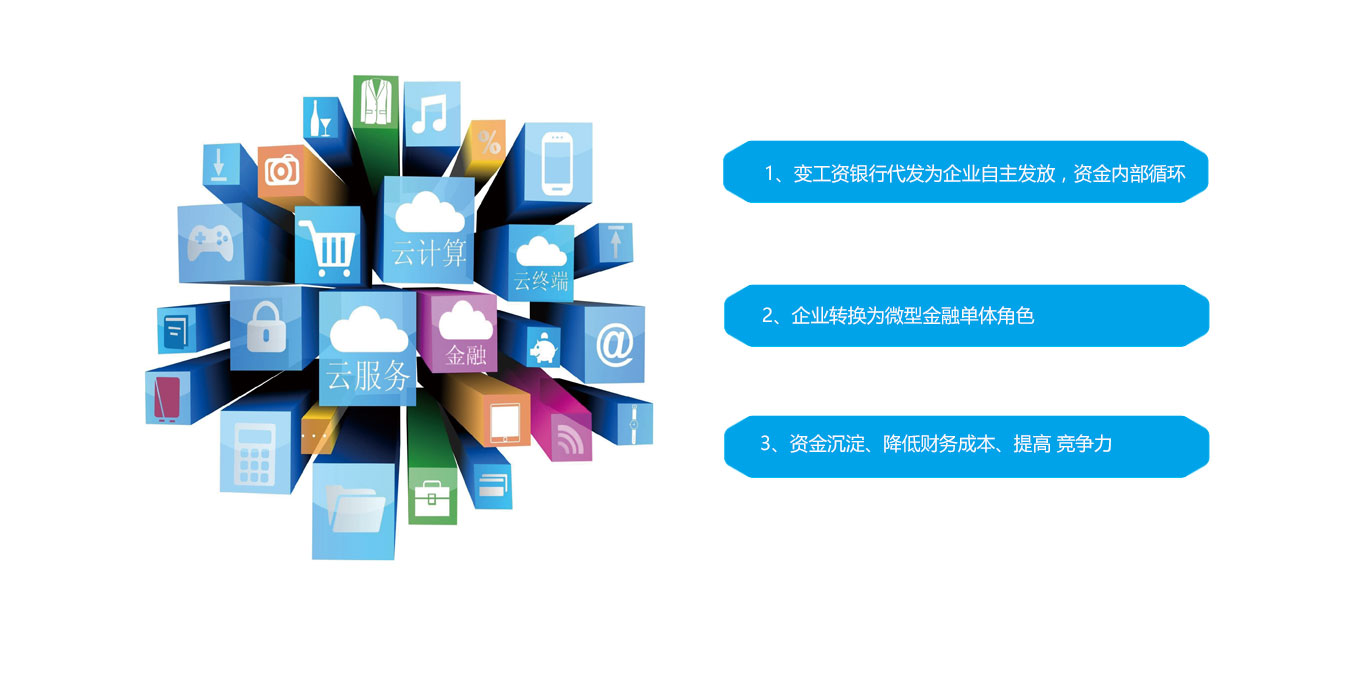 云计算
云终端
金融
云服务
1、变工资银行代发为企业自主发放，资金内部循环
2、企业转换为微型金融单体角色
3、资金沉淀、降低财务成本、提高 竞争力